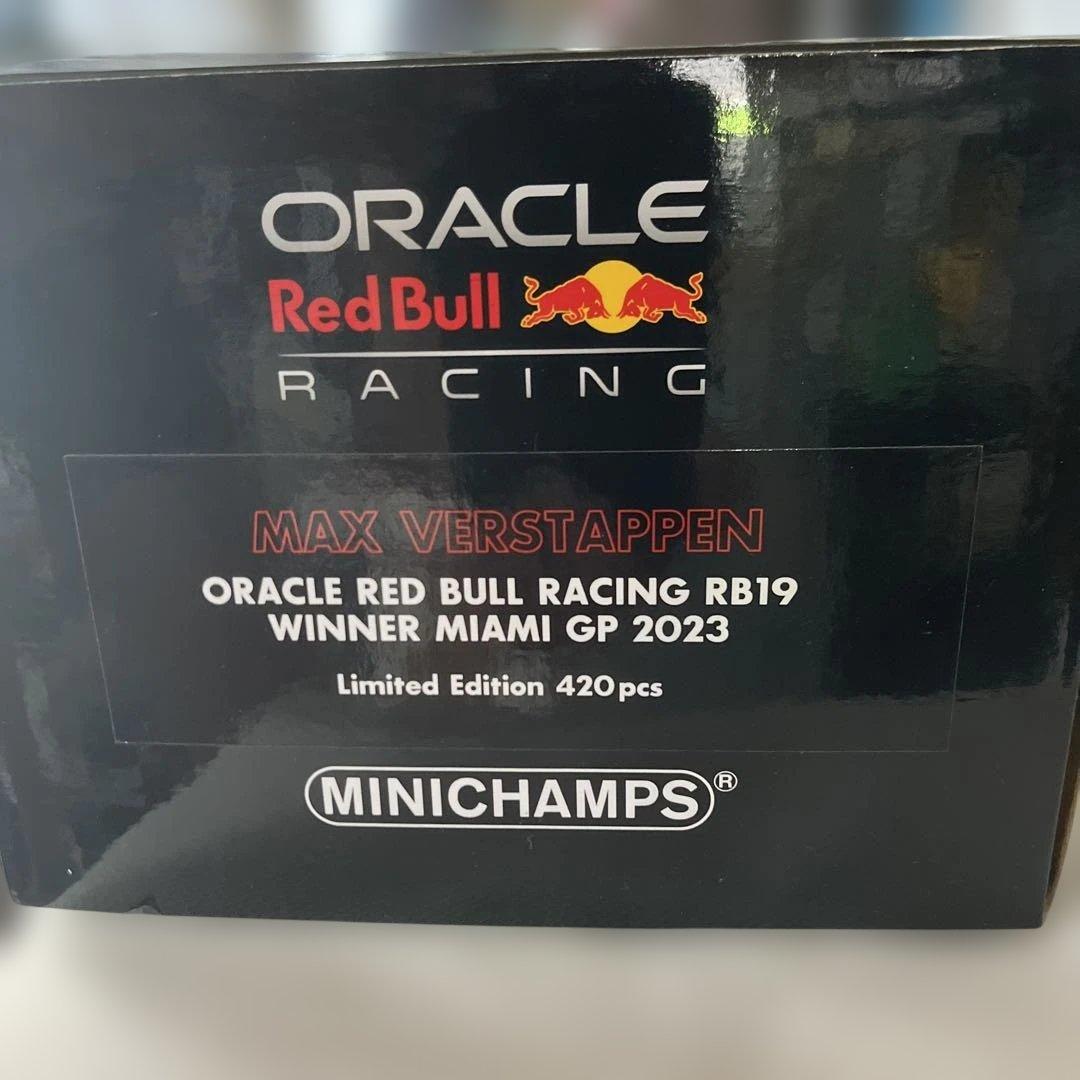 ORACLE
Red Bull
RACING
MAX VERSTAPPEN
ORACLE RED BULL RACING RB19
WINNER MIAMI GP 2023
Limited Edition 420pcs
MINICHAMPS®